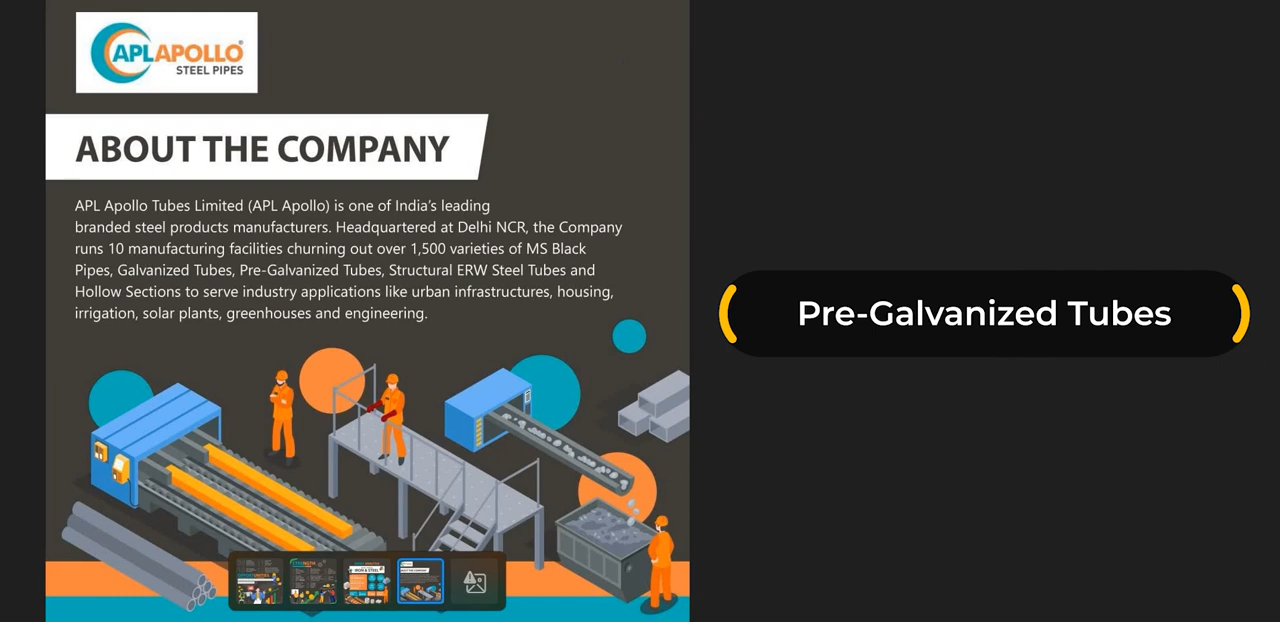 APL APOLLO®
STEEL PIPES
ABOUT THE COMPANY
APL Apollo Tubes Limited (APL Apollo) is one of India’s leading
branded steel products manufacturers. Headquartered at Delhi NCR, the Company
runs 10 manufacturing facilities churning out over 1,500 varieties of MS Black
Pipes, Galvanized Tubes, Pre-Galvanized Tubes, Structural ERW Steel Tubes and
Hollow Sections to serve industry applications like urban infrastructures, housing,
irrigation, solar plants, greenhouses and engineering.
Pre-Galvanized Tubes